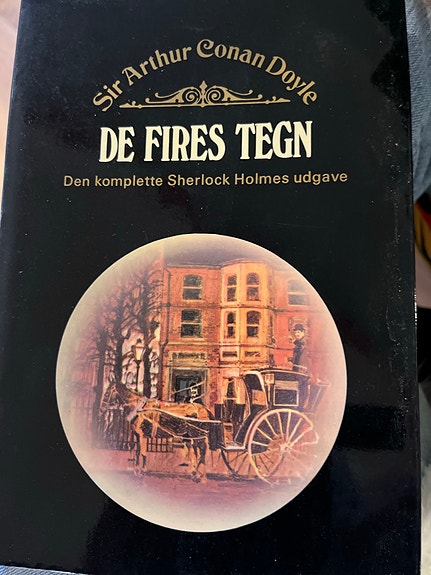 Sir Arthur Conan Doyle
DE FIRES TEGN
Den komplette Sherlock Holmes udgave